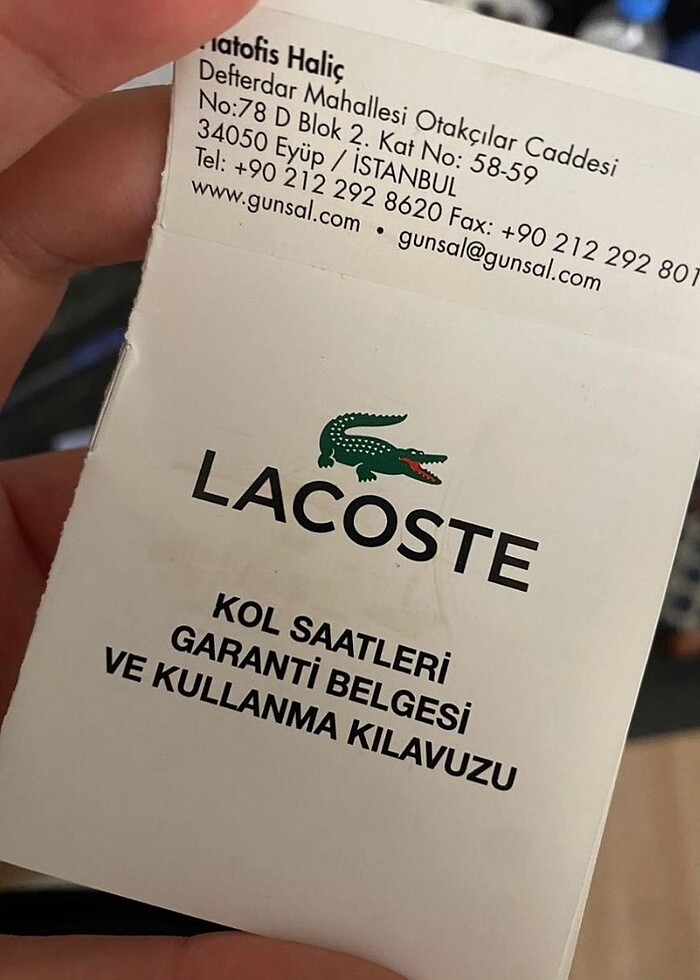 Haliç
Defterdar Mahallesi Otakçılar Caddesi
No:78 D Blok 2. Kat No: 58-59
34050 Eyüp / İSTANBUL
Tel: +90 212 292 8620 Fax: +90 212 292 801
www.gunsal.com • gunsal@gunsal.com
LACOSTE
KOL SAATLERİ
GARANTİ BELGESİ
VE KULLANMA KILAVUZU